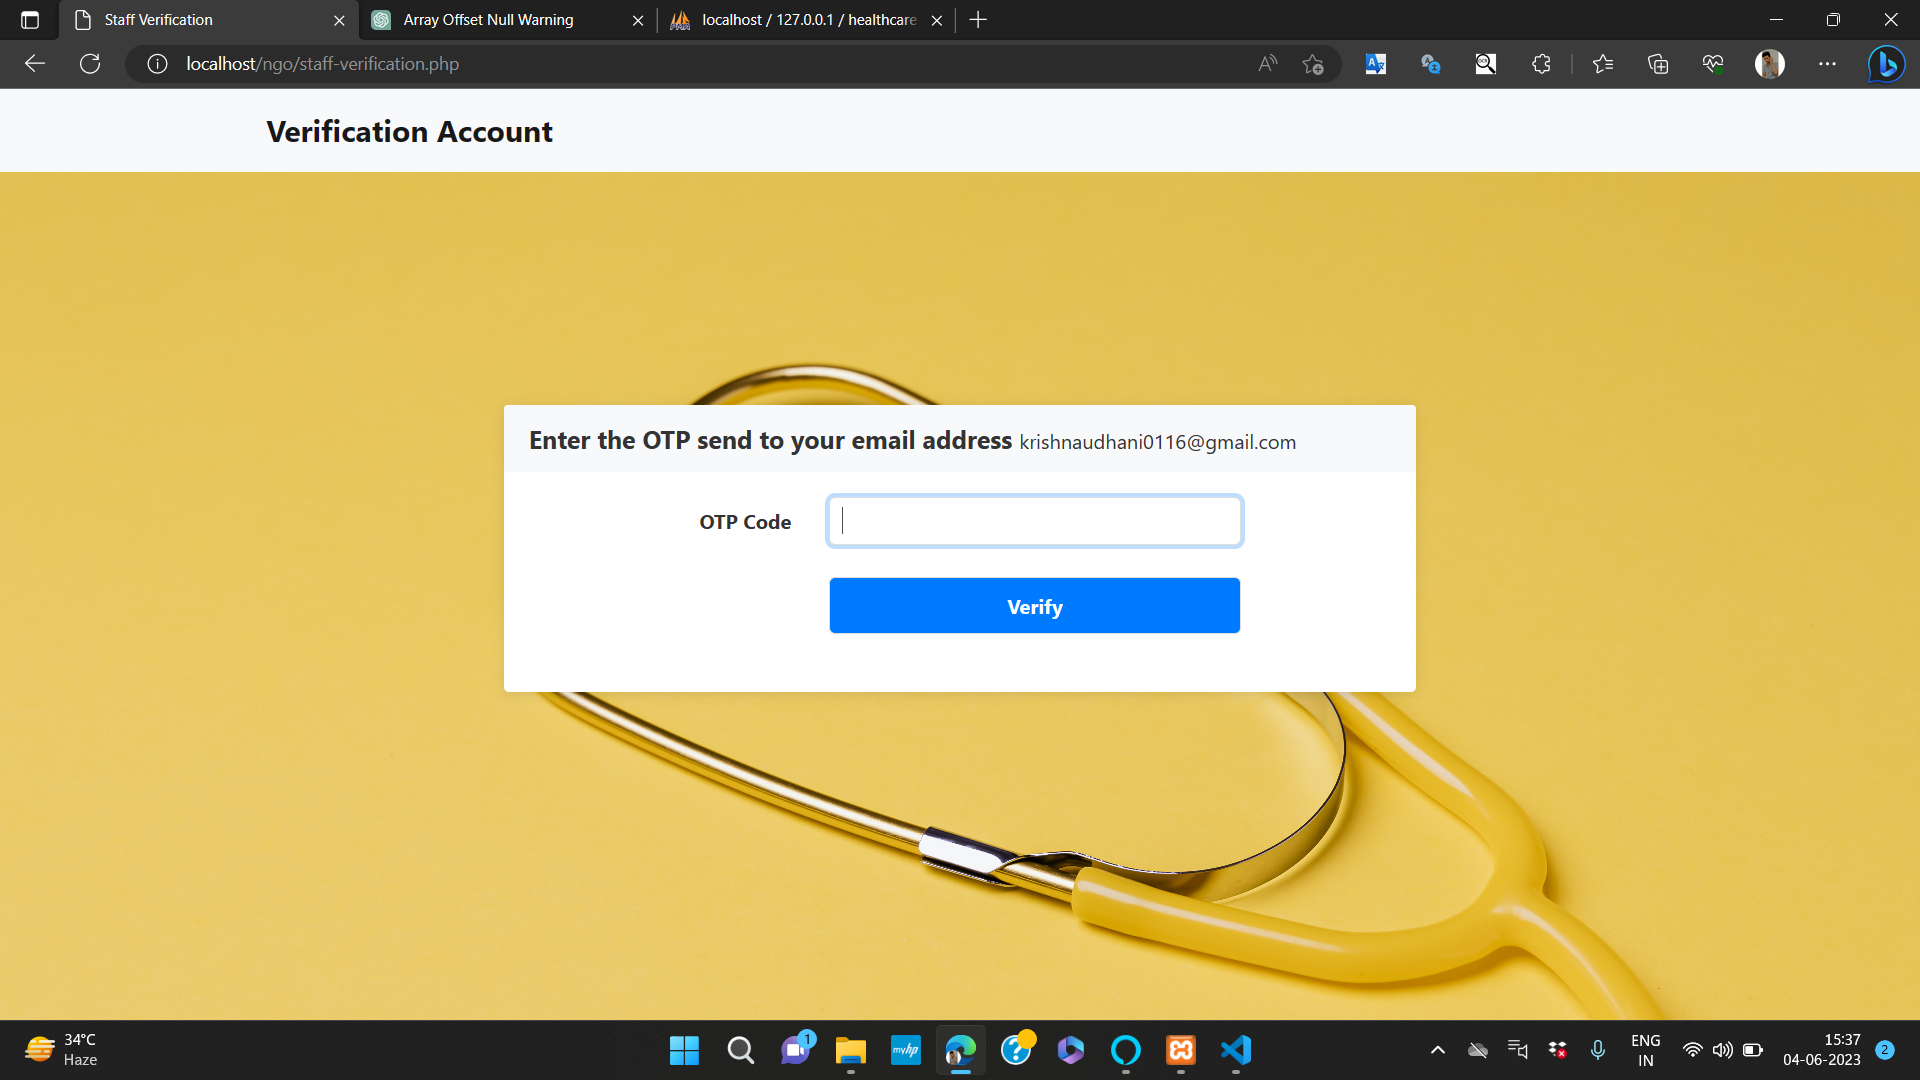 Staff Verification
Array Offset Null Warning
localhost / 127.0.0.1 / healthcare
localhost/ngo/staff-verification.php
Verification Account
Enter the OTP send to your email address krishnaudhani0116@gmail.com
OTP Code
Verify
34°C
Haze
1
myhp
ENG
IN
15:37
04-06-2023
2